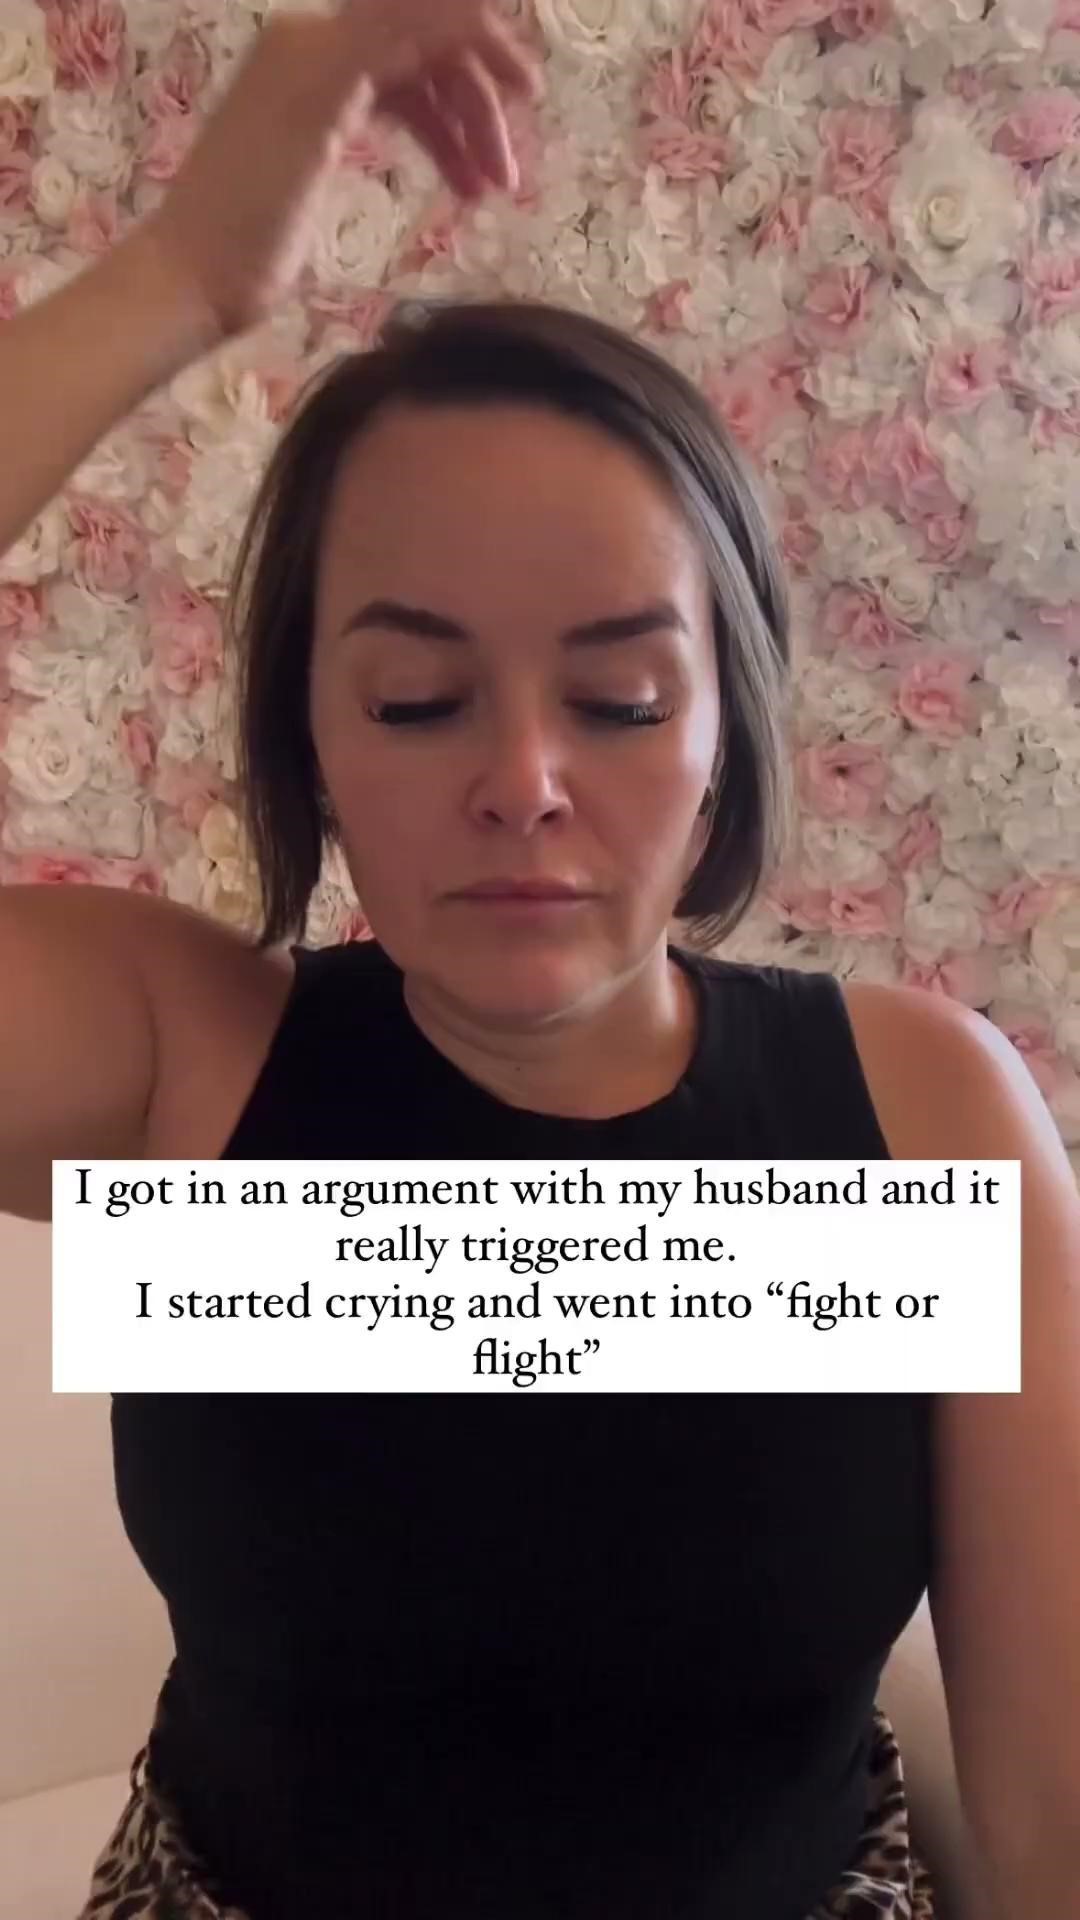 I got in an argument with my husband and it
really triggered me.
I started crying and went into “fight or
flight”